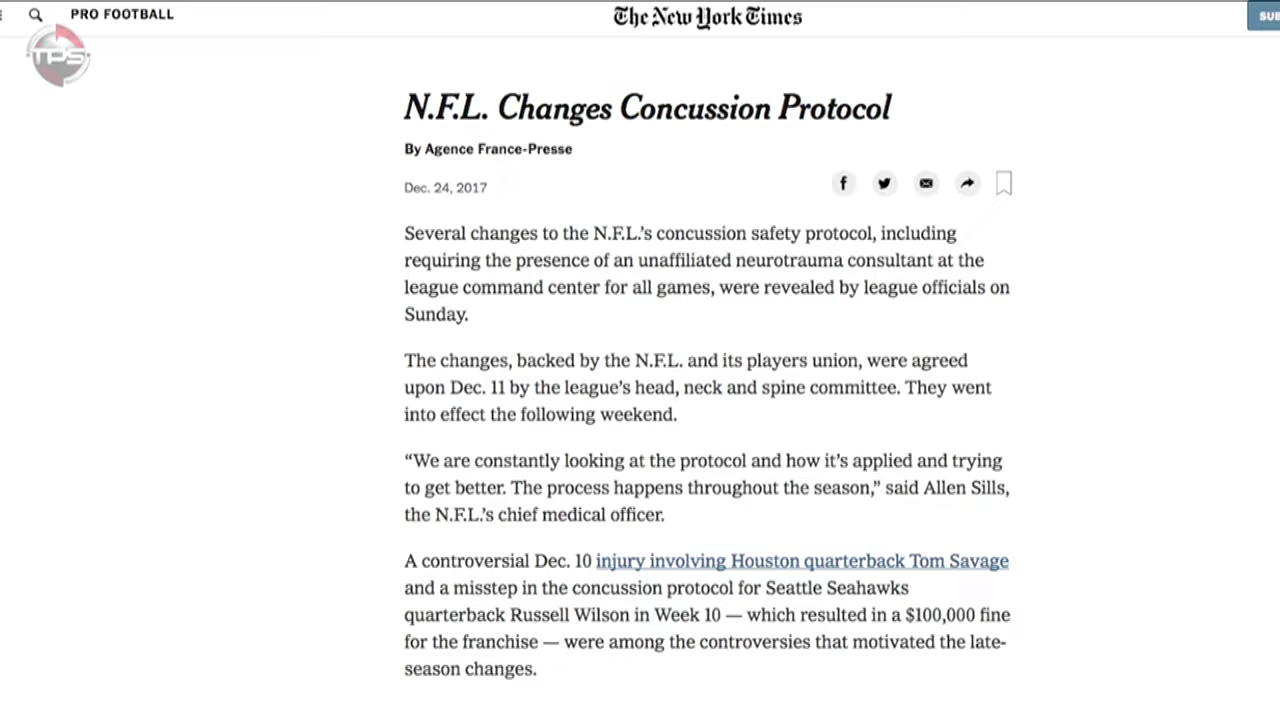 PRO FOOTBALL
The New York Times
SUB
TPS
N.F.L. Changes Concussion Protocol
By Agence France-Presse
Dec. 24, 2017
Several changes to the N.F.L.'s concussion safety protocol, including
requiring the presence of an unaffiliated neurotrauma consultant at the
league command center for all games, were revealed by league officials on
Sunday.
The changes, backed by the N.F.L. and its players union, were agreed
upon Dec. 11 by the league's head, neck and spine committee. They went
into effect the following weekend.
“We are constantly looking at the protocol and how it's applied and trying
to get better. The process happens throughout the season,” said Allen Sills,
the N.F.L.'s chief medical officer.
A controversial Dec. 10 injury involving Houston quarterback Tom Savage
and a misstep in the concussion protocol for Seattle Seahawks
quarterback Russell Wilson in Week 10 — which resulted in a $100,000 fine
for the franchise — were among the controversies that motivated the late-
season changes.